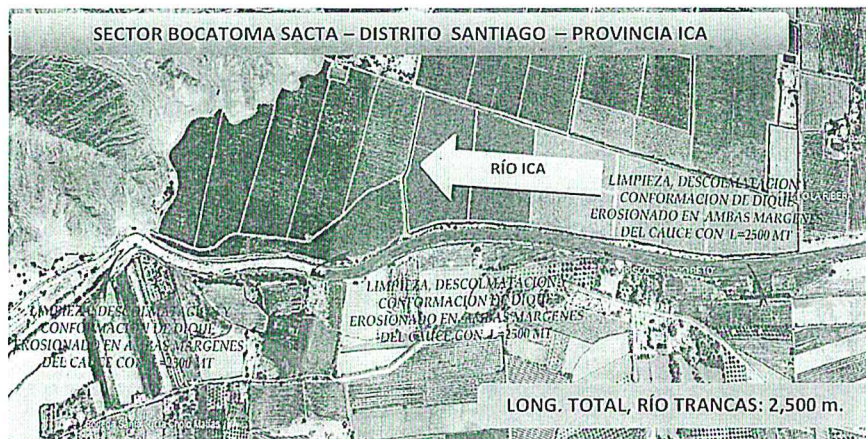 SECTOR BOCATOMA SACTA – DISTRITO SANTIAGO – PROVINCIA ICA
RÍO ICA
LIMPIEZA, DESCOLMATACION Y
CONFORMACION DE DIQUE
EROSIONADO EN AMBAS MARGENES
DEL CAUCE CON L=2500 MT
LIMPIEZA, DESCOLMATACION Y
CONFORMACION DE DIQUE
EROSIONADO EN AMBAS MARGENES
DEL CAUCE CON L=2500 MT
LIMPIEZA, DESCOLMATACION Y
CONFORMACION DE DIQUE
EROSIONADO EN AMBAS MARGENES
DEL CAUCE CON L=2500 MT
LONG. TOTAL, RÍO TRANCAS: 2,500 m.